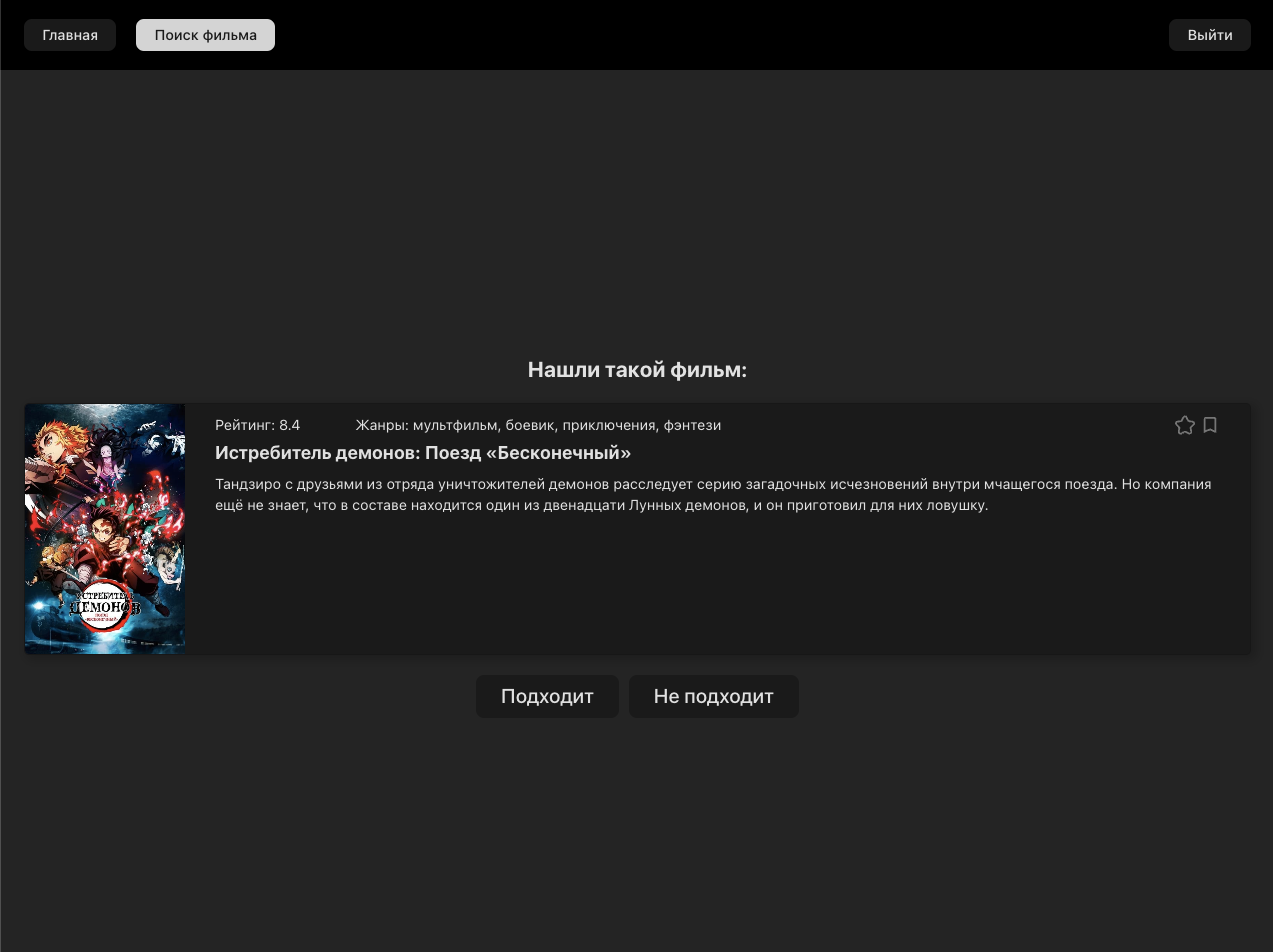 Главная
Поиск фильма
Выйти
Нашли такой фильм:
Рейтинг: 8.4
Жанры: мультфильм, боевик, приключения, фэнтези
Истребитель демонов: Поезд «Бесконечный»
Тандзиро с друзьями из отряда уничтожителей демонов расследует серию загадочных исчезновений внутри мчащегося поезда. Но компания
ещё не знает, что в составе находится один из двенадцати Лунных демонов, и он приготовил для них ловушку.
ИСТРЕБИТЕЛЬ
ДЕМОНОВ
Подходит
Не подходит